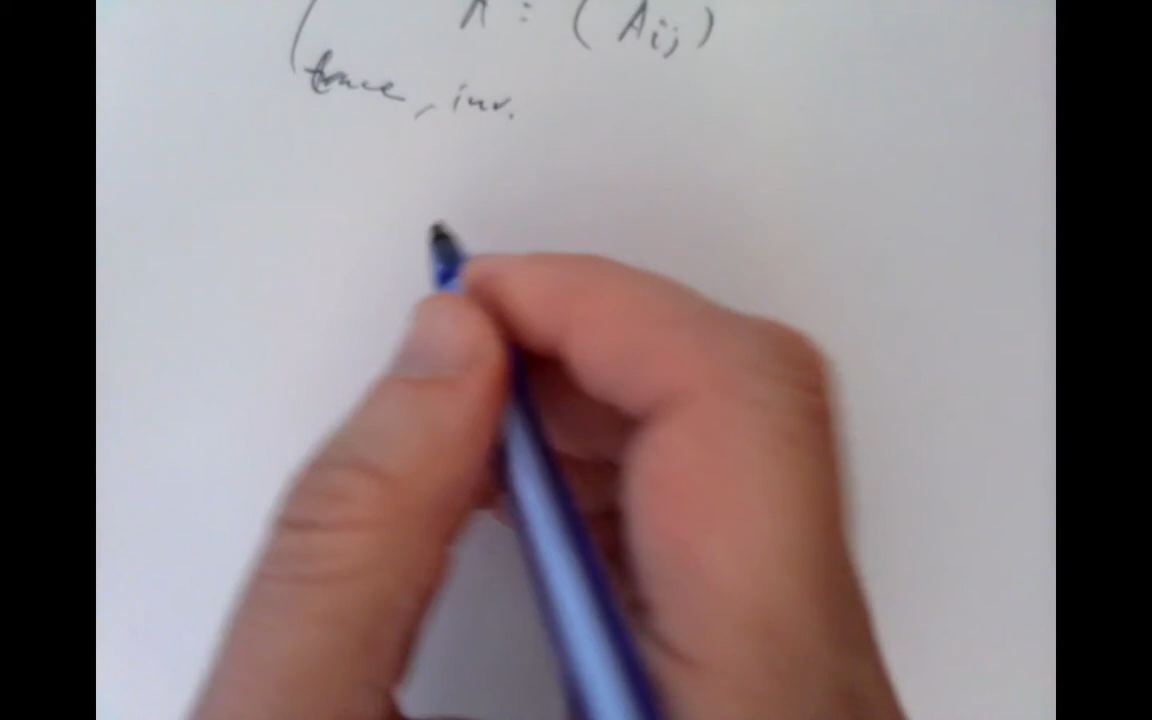 A : ( Aij )
trace, inv.